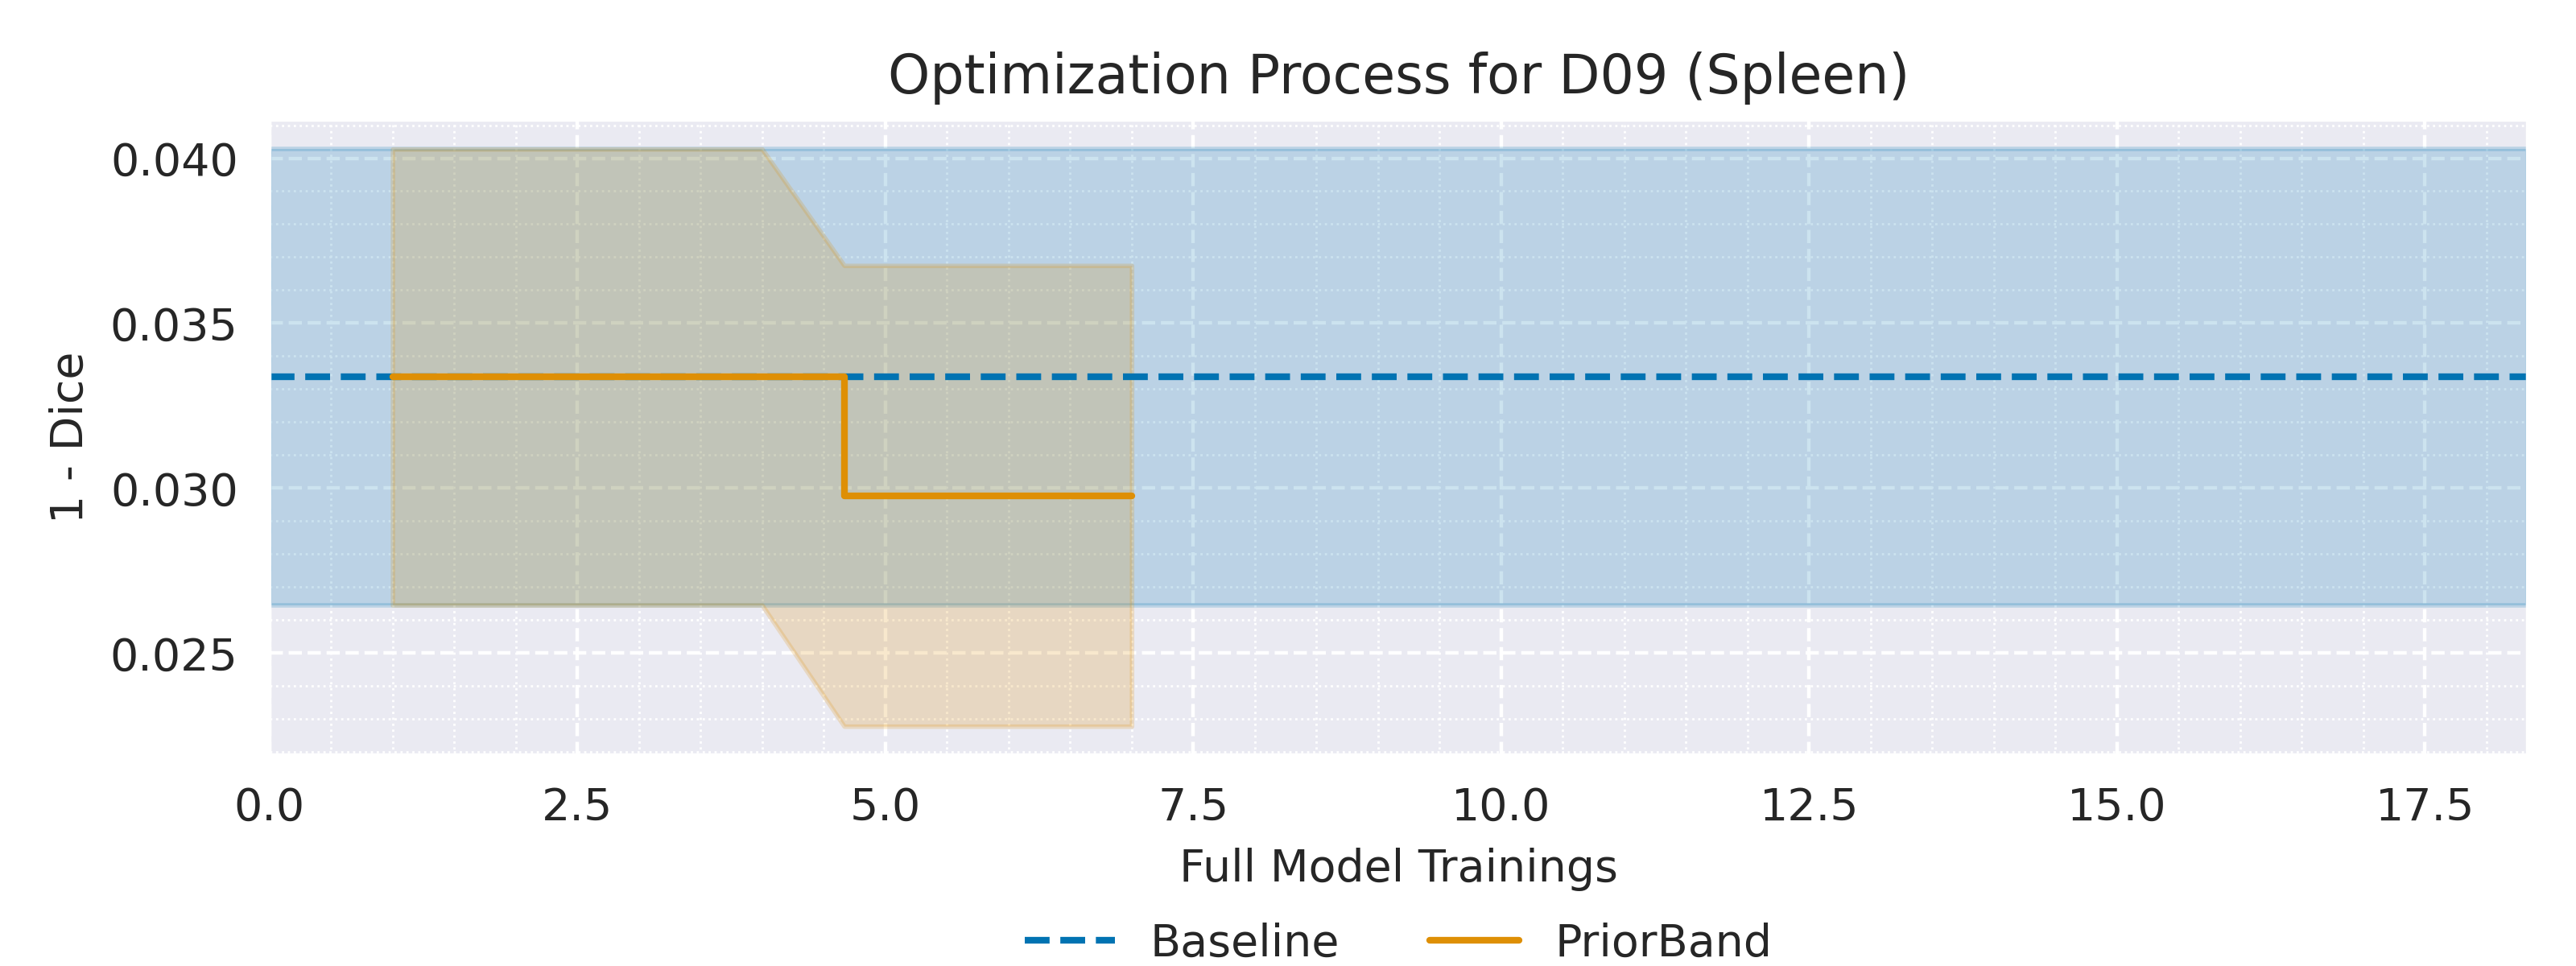 Optimization Process for D09 (Spleen)
0.040
0.035
0.030
0.025
1 - Dice
0.0 2.5 5.0 7.5 10.0 12.5 15.0 17.5
Full Model Trainings
Baseline PriorBand